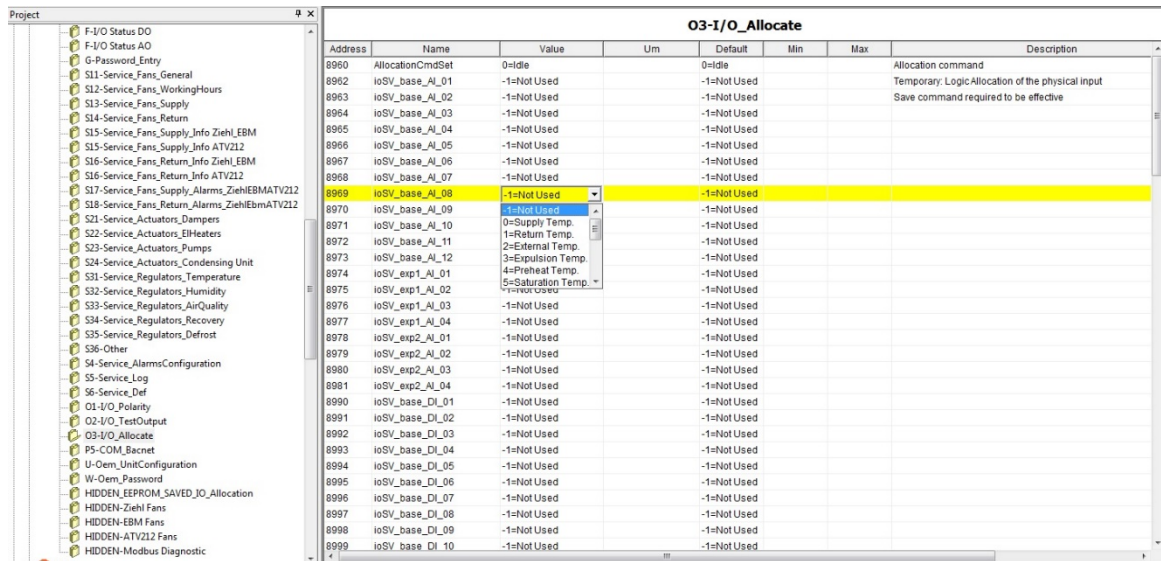 Project
F-I/O Status DO
F-I/O Status AO
G-Password_Entry
S11-Service_Fans_General
S12-Service_Fans_WorkingHours
S13-Service_Fans_Supply
S14-Service_Fans_Return
S15-Service_Fans_Supply_Info Ziehl_EBM
S15-Service_Fans_Supply_Info ATV212
S16-Service_Fans_Return_Info Ziehl_EBM
S16-Service_Fans_Return_Info ATV212
S17-Service_Fans_Supply_Alarms_ZiehlEBMATV212
S18-Service_Fans_Return_Alarms_ZiehlEbmATV212
S21-Service_Actuators_Dampers
S22-Service_Actuators_ElHeaters
S23-Service_Actuators_Pumps
S24-Service_Actuators_Condensing Unit
S31-Service_Regulators_Temperature
S32-Service_Regulators_Humidity
S33-Service_Regulators_AirQuality
S34-Service_Regulators_Recovery
S35-Service_Regulators_Defrost
S36-Other
S4-Service_AlarmsConfiguration
S5-Service_Log
S6-Service_Def
O1-I/O_Polarity
O2-I/O_TestOutput
O3-I/O_Allocate
P5-COM_Bacnet
U-Oem_UnitConfiguration
W-Oem_Password
HIDDEN_EEPROM_SAVED_IO_Allocation
HIDDEN-Ziehl Fans
HIDDEN-EBM Fans
HIDDEN-ATV212 Fans
HIDDEN-Modbus Diagnostic
O3-I/O_Allocate
Address Name Value Um Default Min Max Description
8960 AllocationCmdSet 0=Idle 0=Idle Allocation command
8962 ioSV_base_AI_01 -1=Not Used -1=Not Used Temporary: Logic Allocation of the physical input
8963 ioSV_base_AI_02 -1=Not Used -1=Not Used Save command required to be effective
8964 ioSV_base_AI_03 -1=Not Used -1=Not Used
8965 ioSV_base_AI_04 -1=Not Used -1=Not Used
8966 ioSV_base_AI_05 -1=Not Used -1=Not Used
8967 ioSV_base_AI_06 -1=Not Used -1=Not Used
8968 ioSV_base_AI_07 -1=Not Used -1=Not Used
8969 ioSV_base_AI_08 -1=Not Used -1=Not Used
8970 ioSV_base_AI_09 -1=Not Used -1=Not Used
8971 ioSV_base_AI_10 0=Supply Temp. -1=Not Used
1=Return Temp.
8972 ioSV_base_AI_11 2=External Temp. -1=Not Used
8973 ioSV_base_AI_12 3=Expulsion Temp. -1=Not Used
8974 ioSV_exp1_AI_01 4=Preheat Temp. -1=Not Used
5=Saturation Temp.
8975 ioSV_exp1_AI_02 -1=Not Used -1=Not Used
8976 ioSV_exp1_AI_03 -1=Not Used -1=Not Used
8977 ioSV_exp1_AI_04 -1=Not Used -1=Not Used
8978 ioSV_exp2_AI_01 -1=Not Used -1=Not Used
8979 ioSV_exp2_AI_02 -1=Not Used -1=Not Used
8980 ioSV_exp2_AI_03 -1=Not Used -1=Not Used
8981 ioSV_exp2_AI_04 -1=Not Used -1=Not Used
8990 ioSV_base_DI_01 -1=Not Used -1=Not Used
8991 ioSV_base_DI_02 -1=Not Used -1=Not Used
8992 ioSV_base_DI_03 -1=Not Used -1=Not Used
8993 ioSV_base_DI_04 -1=Not Used -1=Not Used
8994 ioSV_base_DI_05 -1=Not Used -1=Not Used
8995 ioSV_base_DI_06 -1=Not Used -1=Not Used
8996 ioSV_base_DI_07 -1=Not Used -1=Not Used
8997 ioSV_base_DI_08 -1=Not Used -1=Not Used
8998 ioSV_base_DI_09 -1=Not Used -1=Not Used
8999 ioSV_base_DI_10 -1=Not Used -1=Not Used